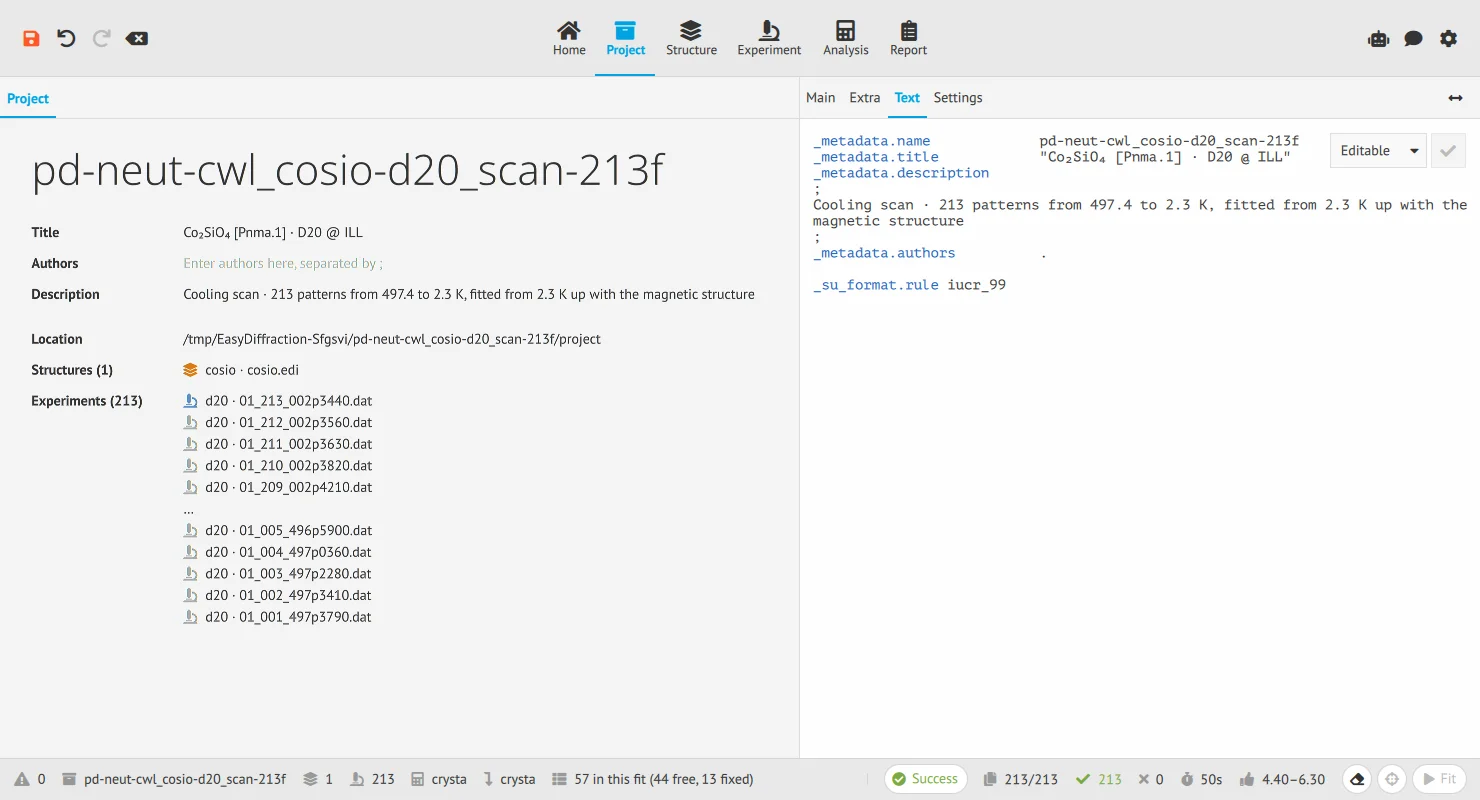 Home Project Structure Experiment Analysis Report
Project
Main Extra Text Settings
pd-neut-cwl_cosio-d20_scan-213f
Title Co₂SiO₄ [Pnma.1] · D20 @ ILL
Authors Enter authors here, separated by ;
Description Cooling scan · 213 patterns from 497.4 to 2.3 K, fitted from 2.3 K up with the magnetic structure
Location /tmp/EasyDiffraction-Sfgsvi/pd-neut-cwl_cosio-d20_scan-213f/project
Structures (1) cosio · cosio.edi
Experiments (213) d20 · 01_213_002p3440.dat
d20 · 01_212_002p3560.dat
d20 · 01_211_002p3630.dat
d20 · 01_210_002p3820.dat
d20 · 01_209_002p4210.dat
...
d20 · 01_005_496p5900.dat
d20 · 01_004_497p0360.dat
d20 · 01_003_497p2280.dat
d20 · 01_002_497p3410.dat
d20 · 01_001_497p3790.dat
_metadata.name pd-neut-cwl_cosio-d20_scan-213f
_metadata.title "Co₂SiO₄ [Pnma.1] · D20 @ ILL"
_metadata.description
;
Cooling scan · 213 patterns from 497.4 to 2.3 K, fitted from 2.3 K up with the
magnetic structure
;
_metadata.authors .
_su_format.rule iucr_99
Editable
0 pd-neut-cwl_cosio-d20_scan-213f 1 213 crysta crysta 57 in this fit (44 free, 13 fixed) Success 213/213 213 0 50s 4.40–6.30 Fit